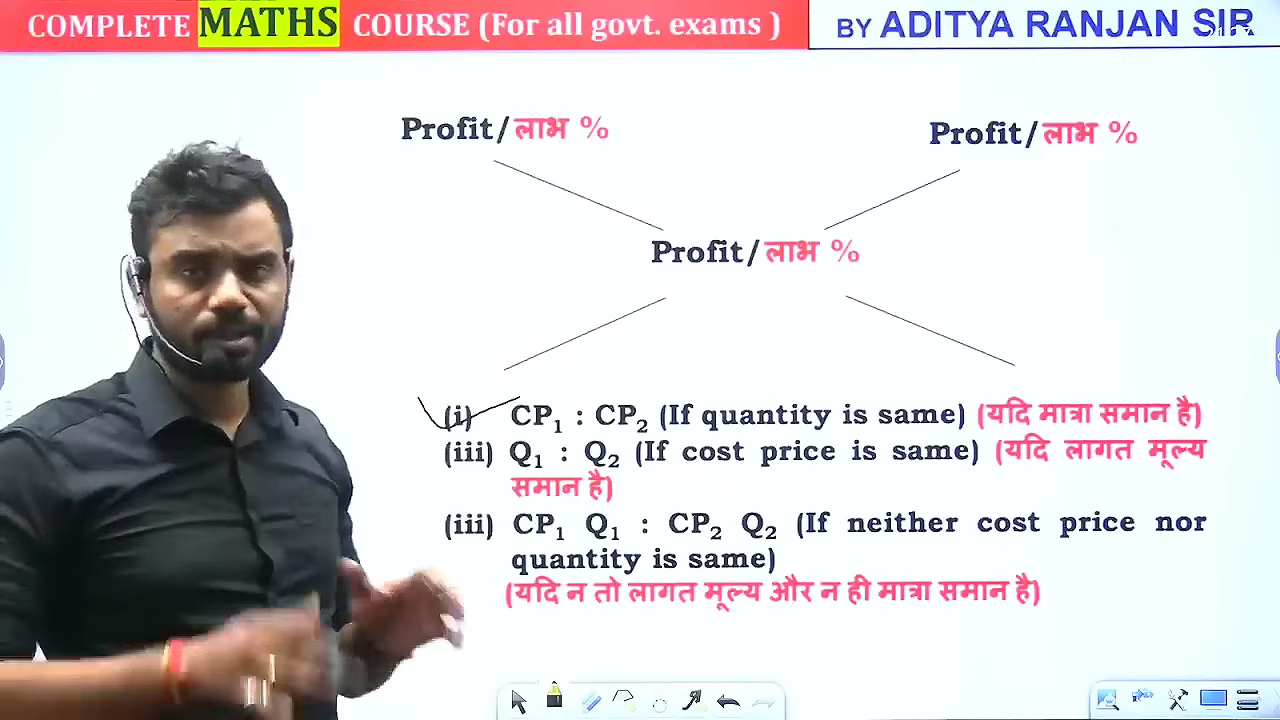 COMPLETE MATHS COURSE (For all govt. exams )
BY ADITYA RANJAN SIR
Profit/लाभ %
Profit/लाभ %
Profit/लाभ %
(i) CP₁ : CP₂ (If quantity is same) (यदि मात्रा समान है)
(iii) Q₁ : Q₂ (If cost price is same) (यदि लागत मूल्य
समान है)
(iii) CP₁ Q₁ : CP₂ Q₂ (If neither cost price nor
quantity is same)
(यदि न तो लागत मूल्य और न ही मात्रा समान है)